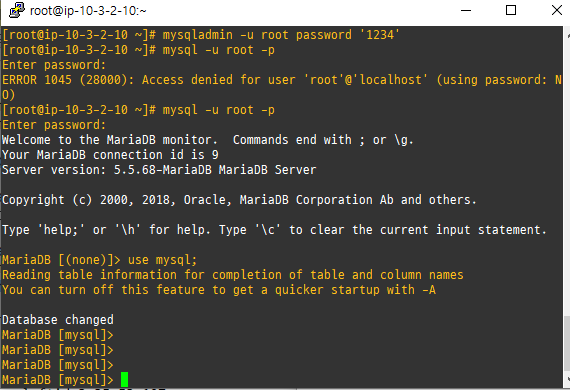 root@ip-10-3-2-10:~
[root@ip-10-3-2-10 ~]# mysqladmin -u root password '1234'
[root@ip-10-3-2-10 ~]# mysql -u root -p
Enter password:
ERROR 1045 (28000): Access denied for user 'root'@'localhost' (using password: N
O)
[root@ip-10-3-2-10 ~]# mysql -u root -p
Enter password:
Welcome to the MariaDB monitor.  Commands end with ; or \g.
Your MariaDB connection id is 9
Server version: 5.5.68-MariaDB MariaDB Server
Copyright (c) 2000, 2018, Oracle, MariaDB Corporation Ab and others.
Type 'help;' or '\h' for help. Type '\c' to clear the current input statement.
MariaDB [(none)]> use mysql;
Reading table information for completion of table and column names
You can turn off this feature to get a quicker startup with -A
Database changed
MariaDB [mysql]>
MariaDB [mysql]>
MariaDB [mysql]>
MariaDB [mysql]>